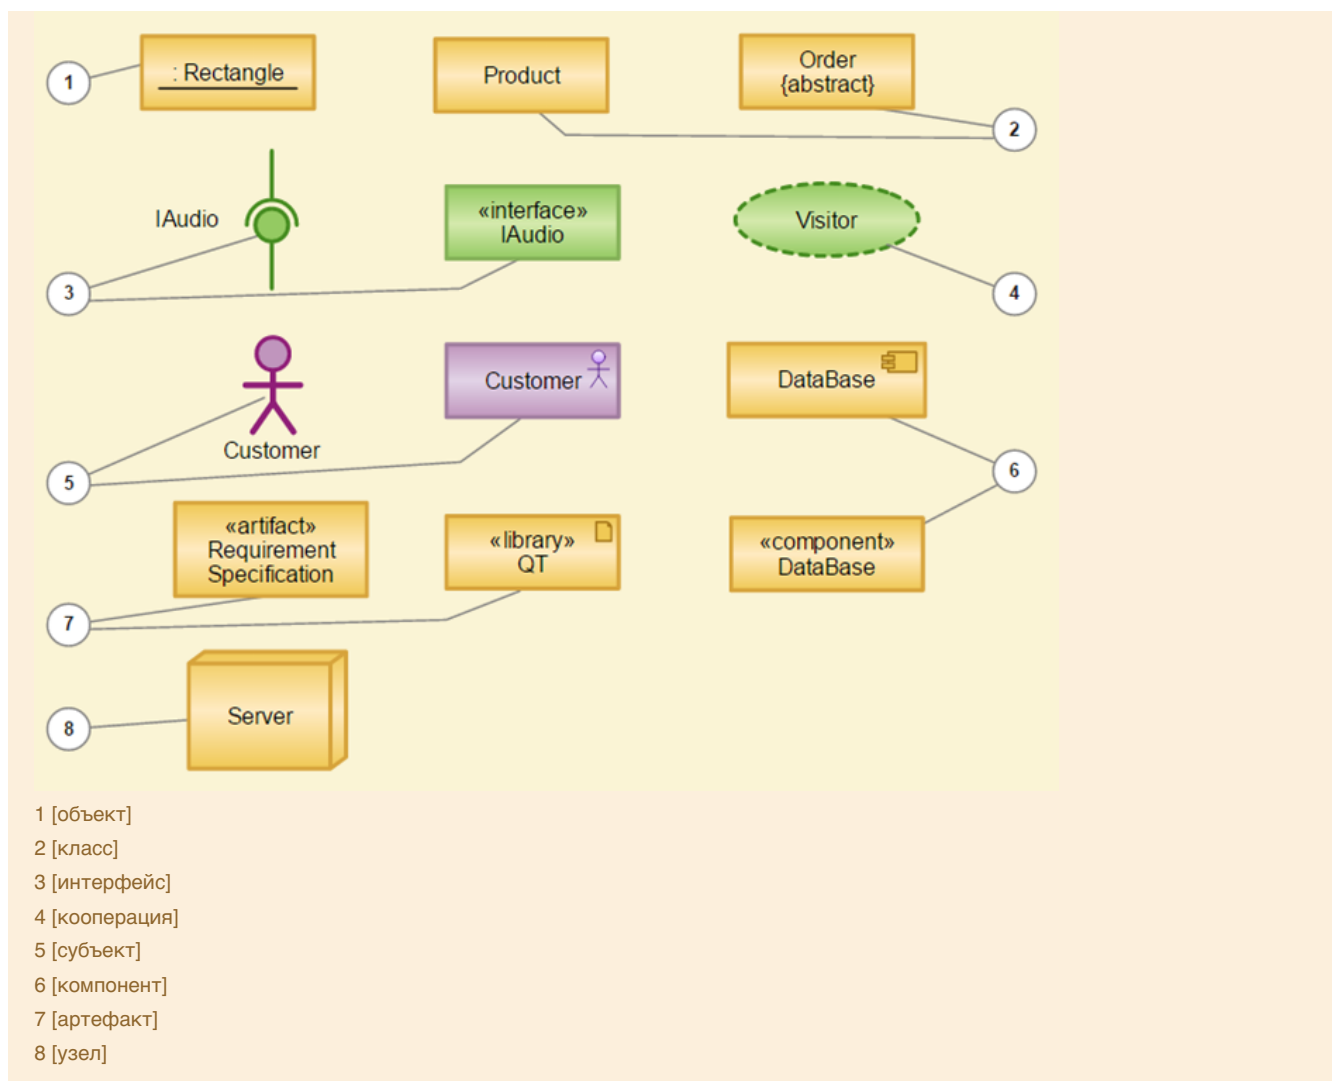 1
: Rectangle
Product
Order
{abstract}
2
IAudio
«interface»
IAudio
Visitor
3
4
Customer
Customer
DataBase
5
6
«artifact»
Requirement
Specification
«library»
QT
«component»
DataBase
7
Server
8
1 [объект]
2 [класс]
3 [интерфейс]
4 [кооперация]
5 [субъект]
6 [компонент]
7 [артефакт]
8 [узел]